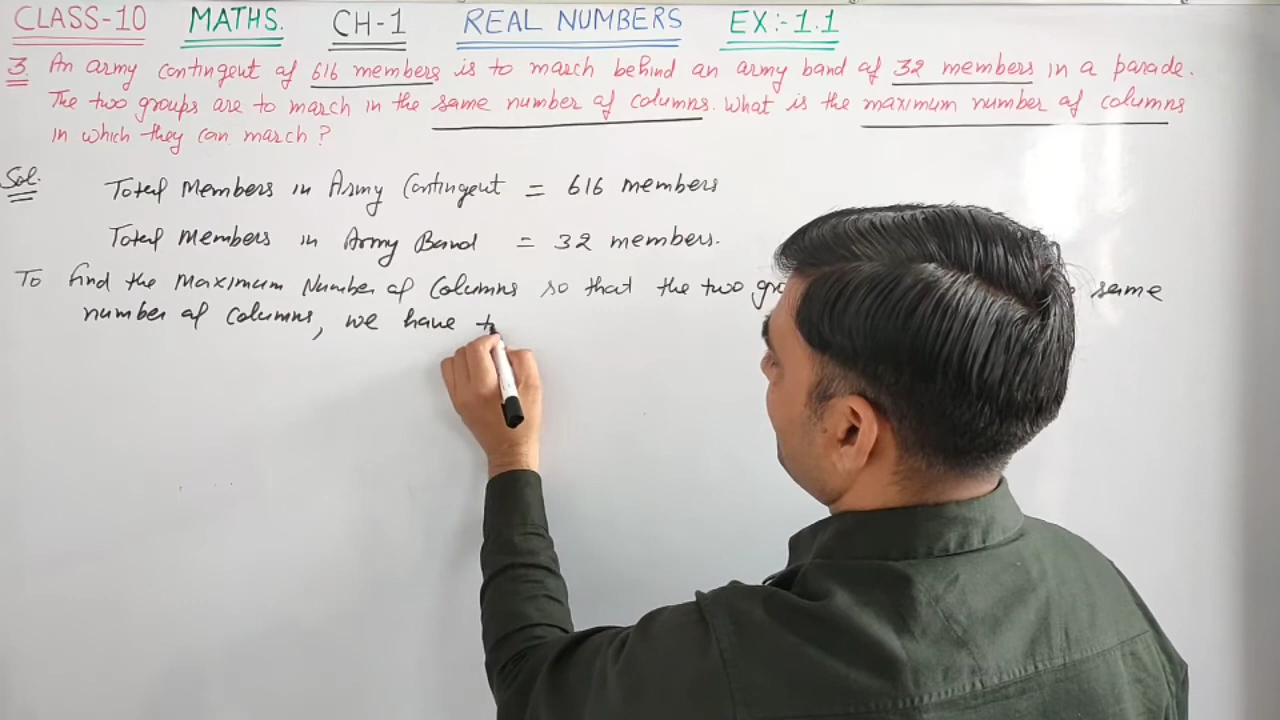 CLASS-10 MATHS. CH-1 REAL NUMBERS EX:-1.1
3. An army contingent of 616 members is to march behind an army band of 32 members in a parade.
The two groups are to march in the same number of columns. What is the maximum number of columns
in which they can march?
Sol. Total Members in Army Contingent = 616 members
Total Members in Army Band = 32 members.
To find the Maximum Number of Columns so that the two same
number of columns, we have